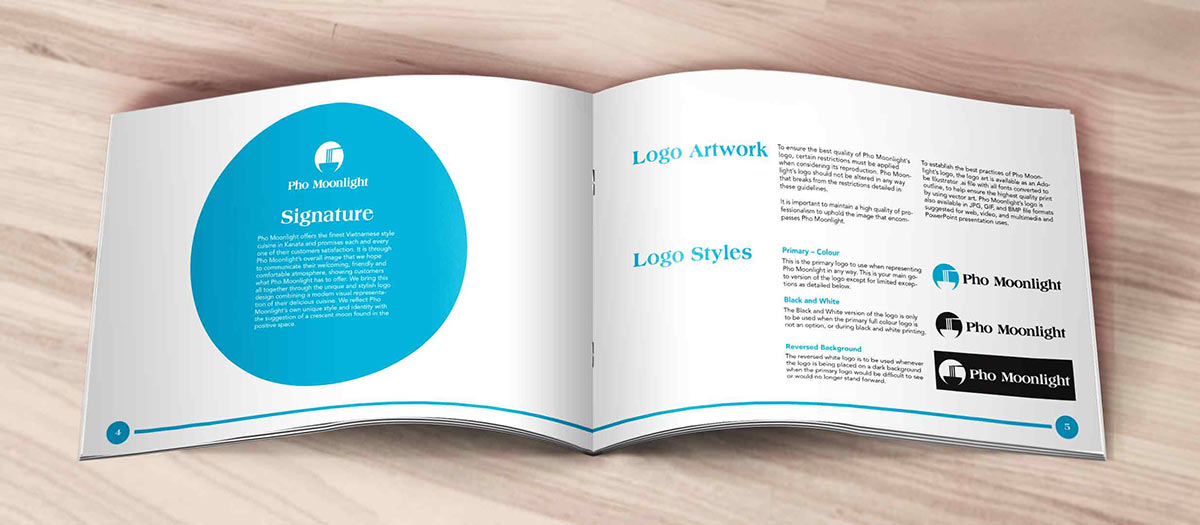 Pho Moonlight
Signature
Pho Moonlight offers the finest Vietnamese style
cuisine in Kanata and promises each and every
one of their customers satisfaction. It is through
Pho Moonlight's overall image that we hope
to communicate their welcoming, friendly and
comfortable atmosphere, showing customers
what Pho Moonlight has to offer. We bring this
all together through the unique and stylish logo
design combining a modern visual representa-
tion of their delicious cuisine. We reflect Pho
Moonlight's own unique style and identity with
the suggestion of a crescent moon found in the
positive space.
4
Logo Artwork
To ensure the best quality of Pho Moonlight's
logo, certain restrictions must be applied
when considering its reproduction. Pho Moon-
light's logo should not be altered in any way
that breaks from the restrictions detailed in
these guidelines.
It is important to maintain a high quality of pro-
fessionalism to uphold the image that encom-
passes Pho Moonlight.
To establish the best practices of Pho Moon-
light's logo, the logo art is available as an Ado-
be Illustrator .ai file with all fonts converted to
outline, to help ensure the highest quality print
by using vector art. Pho Moonlight's logo is
also available in JPG, GIF, and BMP file formats
suggested for web, video, and multimedia and
PowerPoint presentation uses.
Logo Styles
Primary – Colour
This is the primary logo to use when representing
Pho Moonlight in any way. This is your main go-
to version of the logo except for limited excep-
tions as detailed below.
Pho Moonlight
Black and White
The Black and White version of the logo is only
to be used when the primary full colour logo is
not an option, or during black and white printing.
Pho Moonlight
Reversed Background
The reversed white logo is to be used whenever
the logo is being placed on a dark background
when the primary logo would be difficult to see
or would no longer stand forward.
Pho Moonlight
5